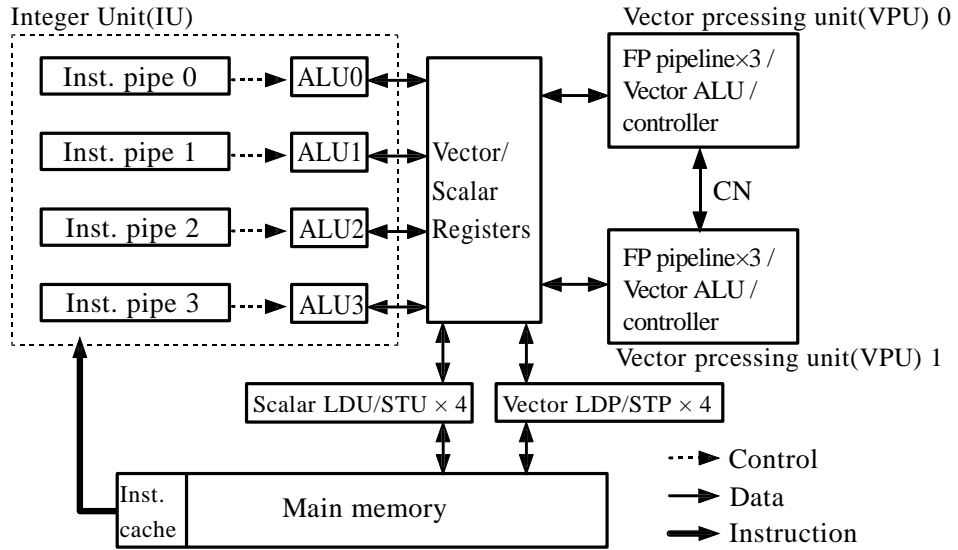 Integer Unit(IU)
Inst. pipe 0
ALU0
Inst. pipe 1
ALU1
Inst. pipe 2
ALU2
Inst. pipe 3
ALU3
Vector/
Scalar
Registers
Vector prcessing unit(VPU) 0
FP pipeline×3 /
Vector ALU /
controller
CN
FP pipeline×3 /
Vector ALU /
controller
Vector prcessing unit(VPU) 1
Scalar LDU/STU × 4
Vector LDP/STP × 4
Inst.
cache
Main memory
Control
Data
Instruction